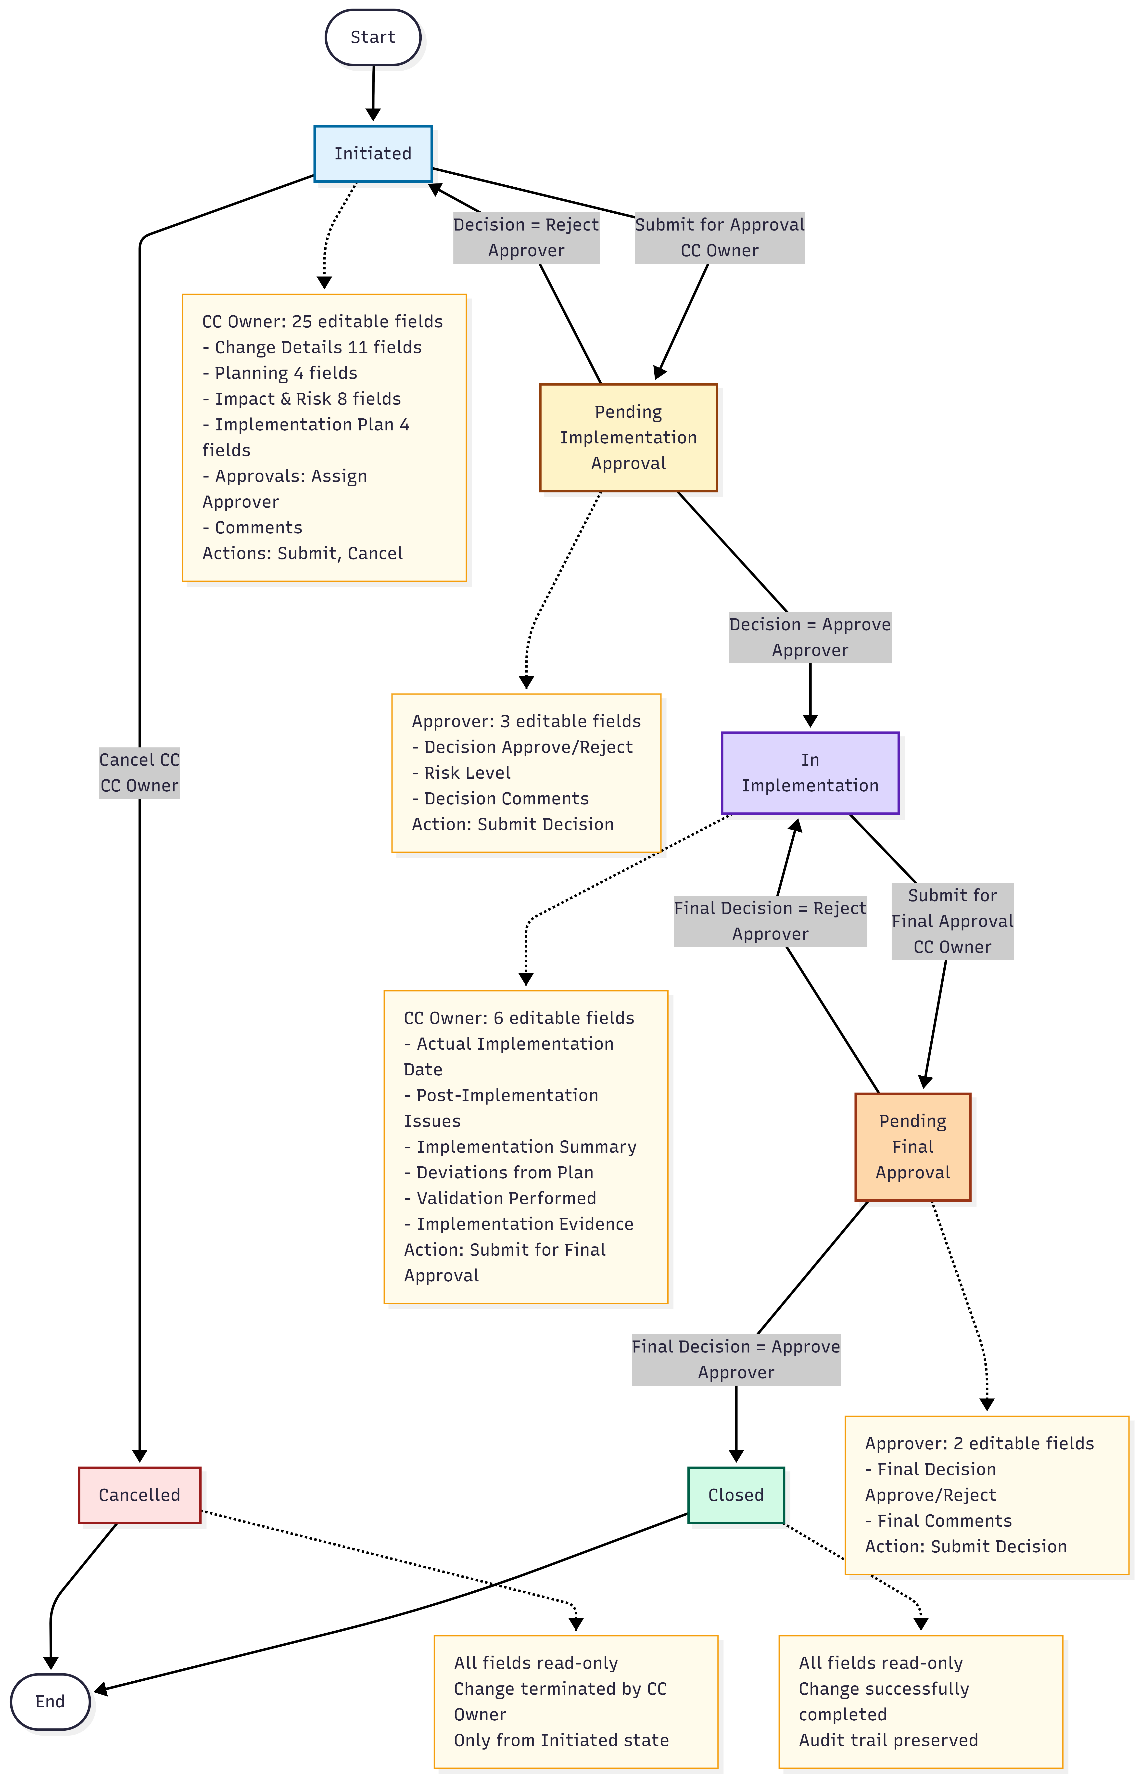 Start
Initiated
Decision = Reject
Approver
Submit for Approval
CC Owner
CC Owner: 25 editable fields
- Change Details 11 fields
- Planning 4 fields
- Impact & Risk 8 fields
- Implementation Plan 4
fields
- Approvals: Assign
Approver
- Comments
Actions: Submit, Cancel
Pending
Implementation
Approval
Decision = Approve
Approver
Approver: 3 editable fields
- Decision Approve/Reject
- Risk Level
- Decision Comments
Action: Submit Decision
In
Implementation
Cancel CC
CC Owner
Final Decision = Reject
Approver
Submit for
Final Approval
CC Owner
CC Owner: 6 editable fields
- Actual Implementation
Date
- Post-Implementation
Issues
- Implementation Summary
- Deviations from Plan
- Validation Performed
- Implementation Evidence
Action: Submit for Final
Approval
Pending
Final
Approval
Final Decision = Approve
Approver
Approver: 2 editable fields
- Final Decision
Approve/Reject
- Final Comments
Action: Submit Decision
Cancelled
Closed
End
All fields read-only
Change terminated by CC
Owner
Only from Initiated state
All fields read-only
Change successfully
completed
Audit trail preserved